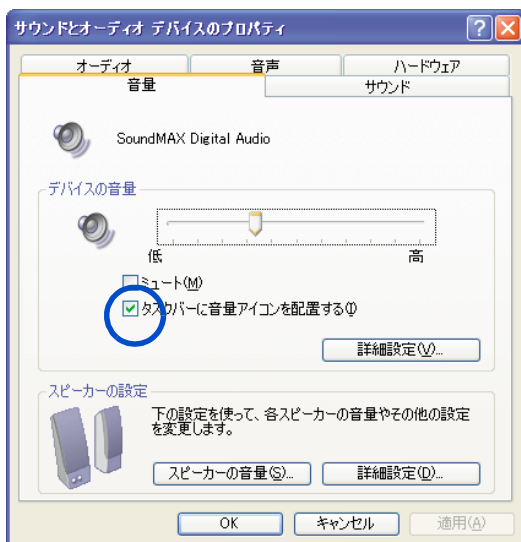 サウンドとオーディオ デバイスのプロパティ
オーディオ
音声
ハードウェア
音量
サウンド
SoundMAX Digital Audio
デバイスの音量
低
高
ミュート(M)
タスクバーに音量アイコンを配置する(I)
詳細設定(V)...
スピーカーの設定
下の設定を使って、各スピーカーの音量やその他の設定
を変更します。
スピーカーの音量(S)...
詳細設定(D)...
OK
キャンセル
適用(A)